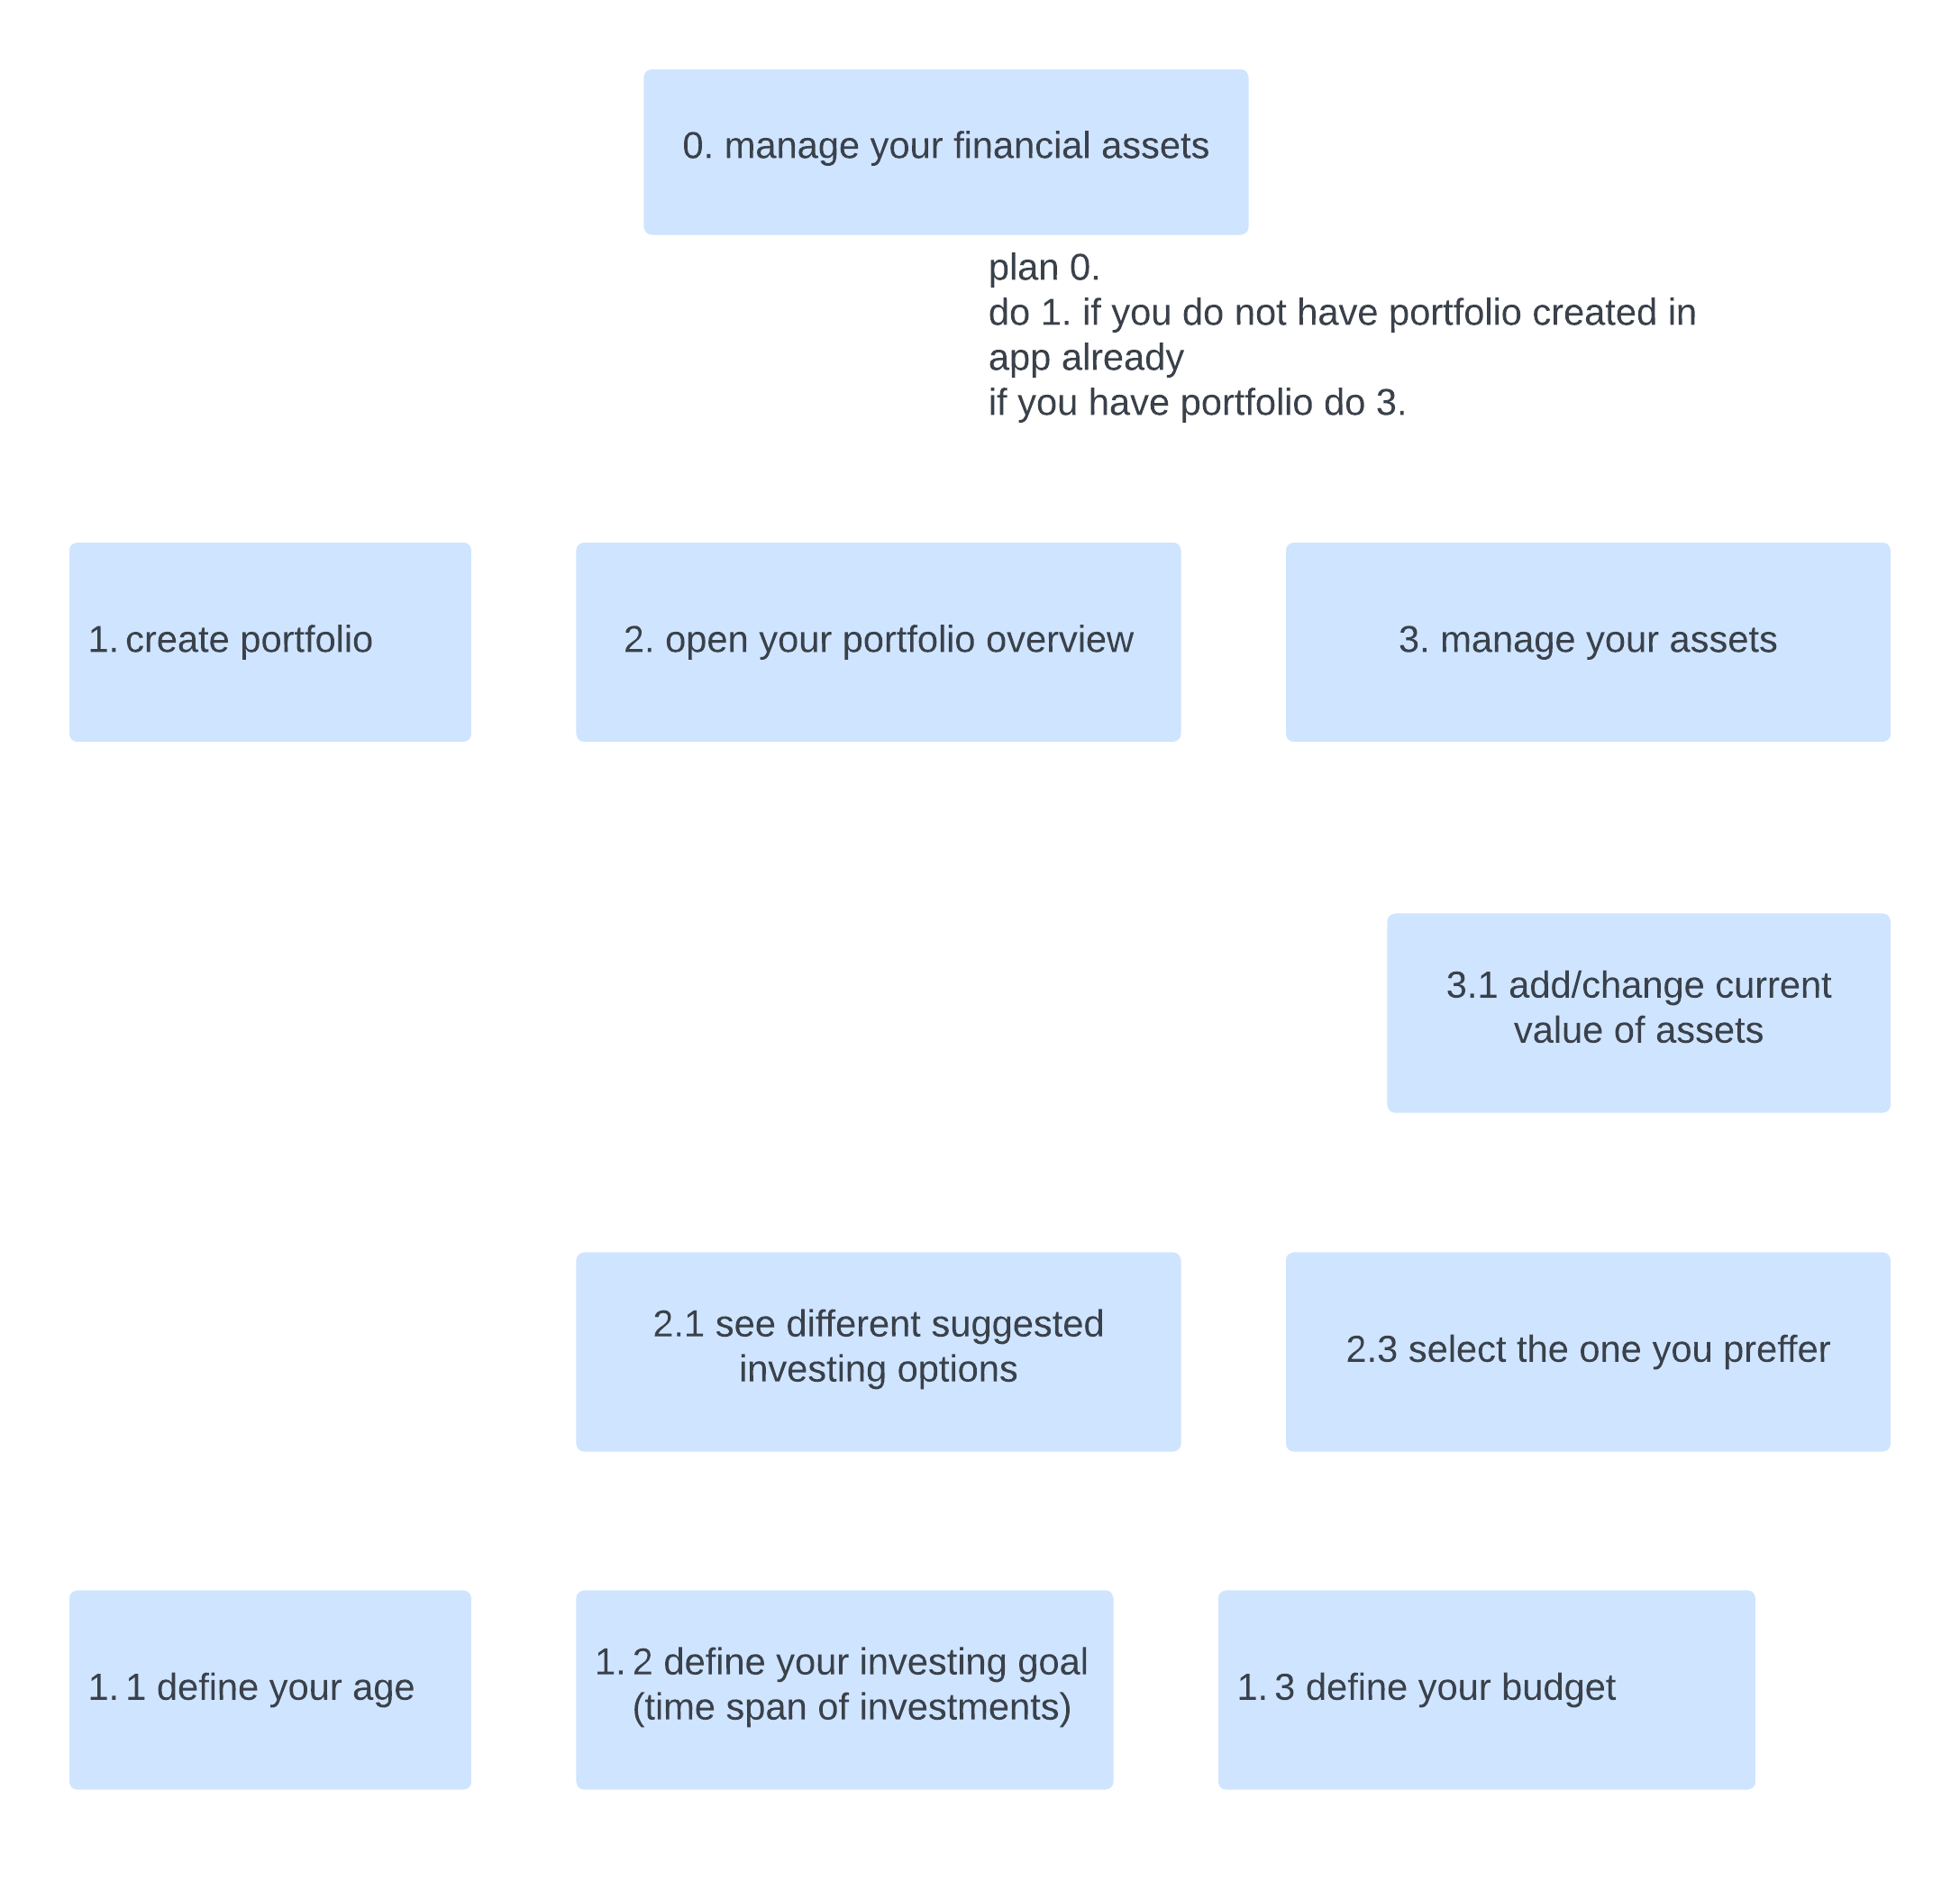 0. manage your financial assets
plan 0.
do 1. if you do not have portfolio created in
app already
if you have portfolio do 3.
1. create portfolio
2. open your portfolio overview
3. manage your assets
3.1 add/change current
value of assets
2.1 see different suggested
investing options
2.3 select the one you preffer
1. 1 define your age
1. 2 define your investing goal
(time span of investments)
1. 3 define your budget